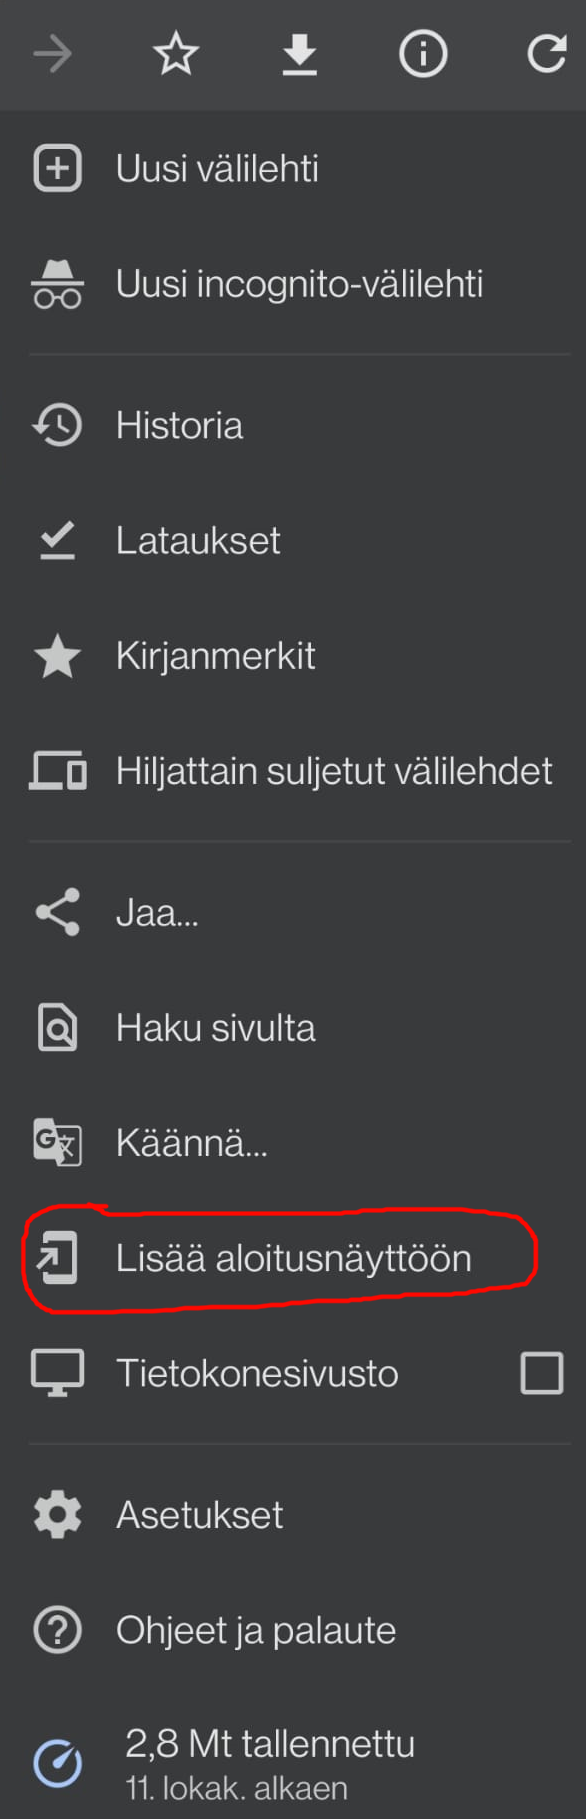 Uusi välilehti
Uusi incognito-välilehti
Historia
Lataukset
Kirjanmerkit
Hiljattain suljetut välilehdet
Jaa...
Haku sivulta
Käännä...
Lisää aloitusnäyttöön
Tietokonesivusto
Asetukset
Ohjeet ja palaute
2,8 Mt tallennettu
11. lokak. alkaen